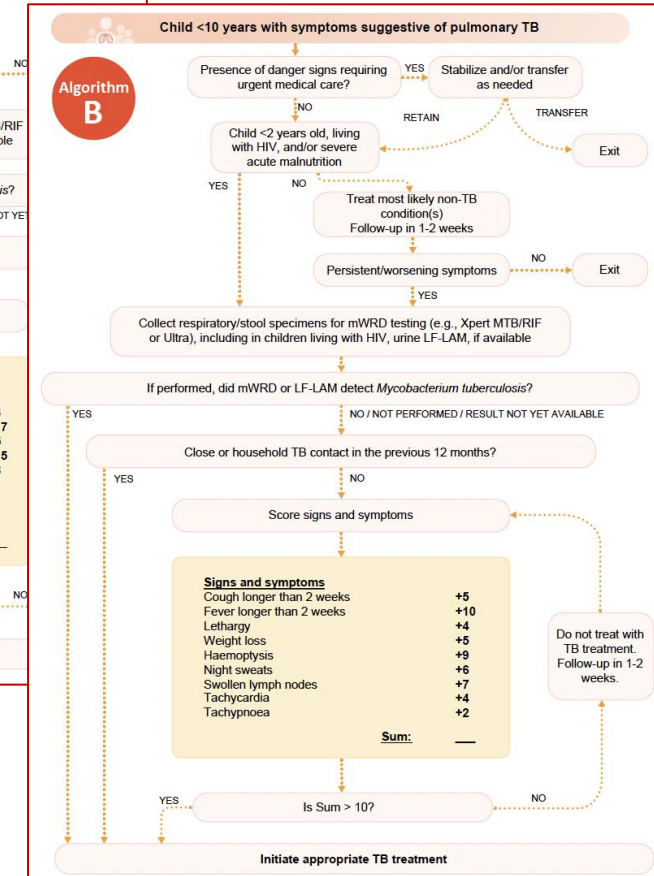 NO
/RIF
ble
is?
OT YET
7
5
NO
Child <10 years with symptoms suggestive of pulmonary TB
Algorithm
B
Presence of danger signs requiring
urgent medical care?
YES
Stabilize and/or transfer
as needed
NO
RETAIN
TRANSFER
Child <2 years old, living
with HIV, and/or severe
acute malnutrition
Exit
YES
NO
Treat most likely non-TB
condition(s)
Follow-up in 1-2 weeks
Persistent/worsening symptoms
NO
Exit
YES
Collect respiratory/stool specimens for mWRD testing (e.g., Xpert MTB/RIF
or Ultra), including in children living with HIV, urine LF-LAM, if available
If performed, did mWRD or LF-LAM detect Mycobacterium tuberculosis?
YES
NO / NOT PERFORMED / RESULT NOT YET AVAILABLE
Close or household TB contact in the previous 12 months?
YES
NO
Score signs and symptoms
Signs and symptoms
Cough longer than 2 weeks +5
Fever longer than 2 weeks +10
Lethargy +4
Weight loss +5
Haemoptysis +9
Night sweats +6
Swollen lymph nodes +7
Tachycardia +4
Tachypnoea +2
Sum: ___
Do not treat with
TB treatment.
Follow-up in 1-2
weeks.
YES
Is Sum > 10?
NO
Initiate appropriate TB treatment